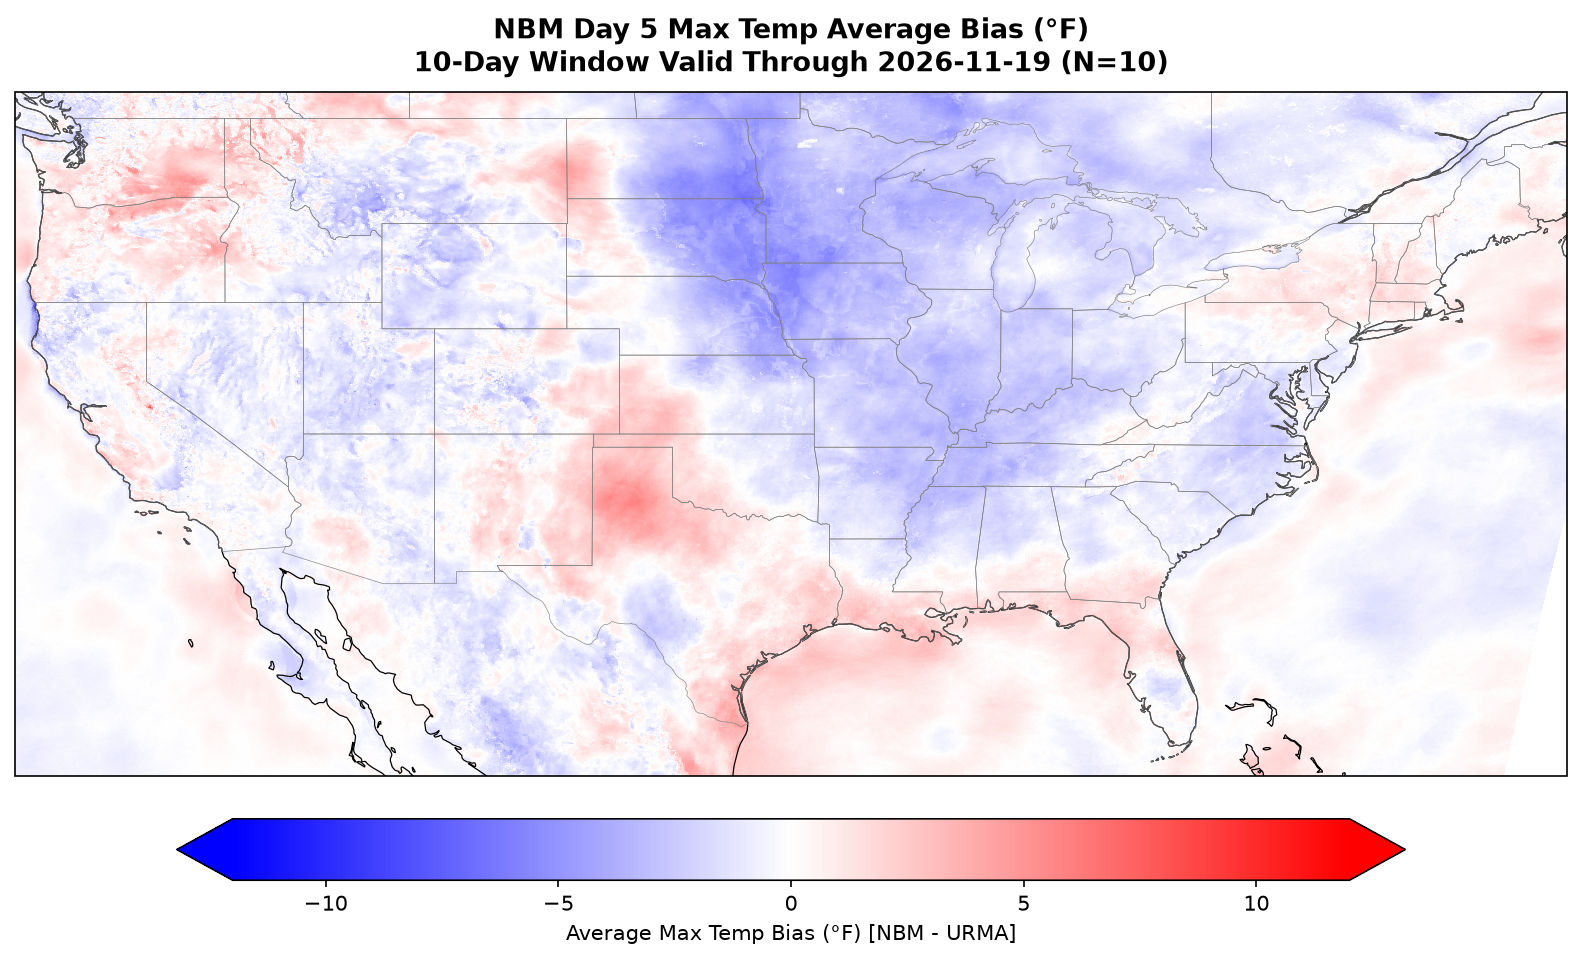 NBM Day 5 Max Temp Average Bias (°F)
10-Day Window Valid Through 2026-11-19 (N=10)
−10 −5 0 5 10
Average Max Temp Bias (°F) [NBM - URMA]